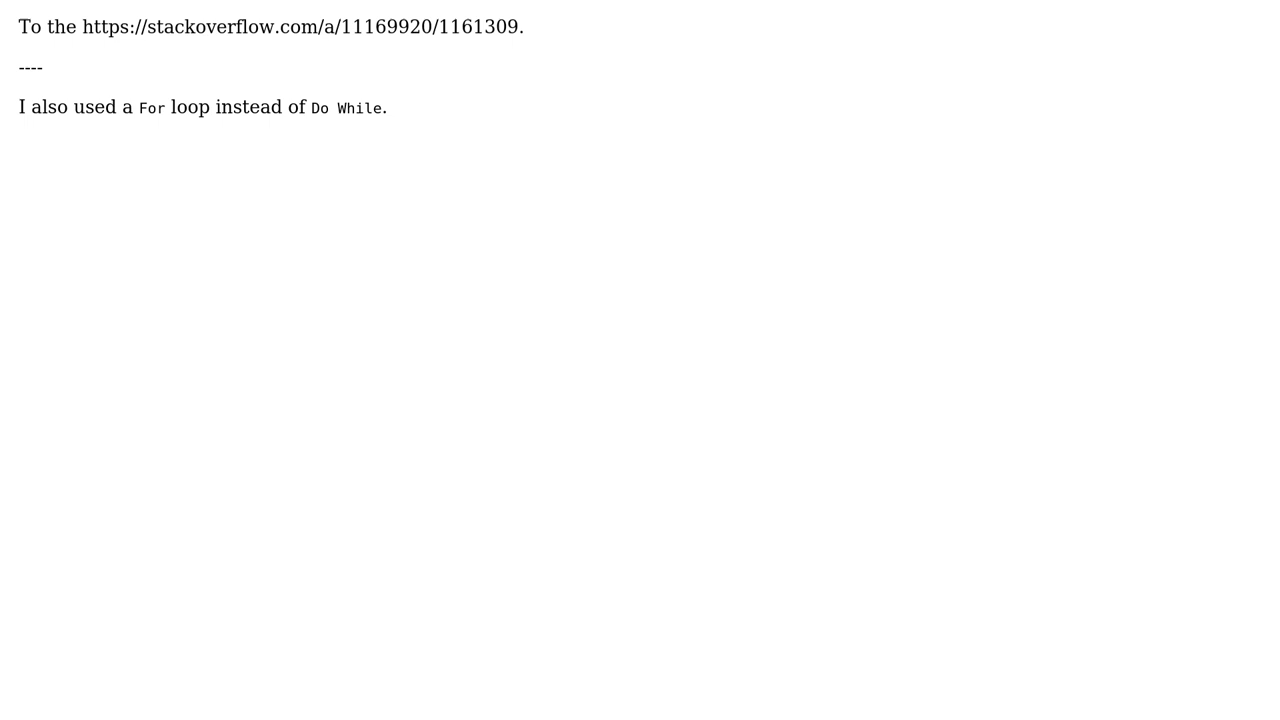 To the https://stackoverflow.com/a/11169920/1161309.
----
I also used a For loop instead of Do While.